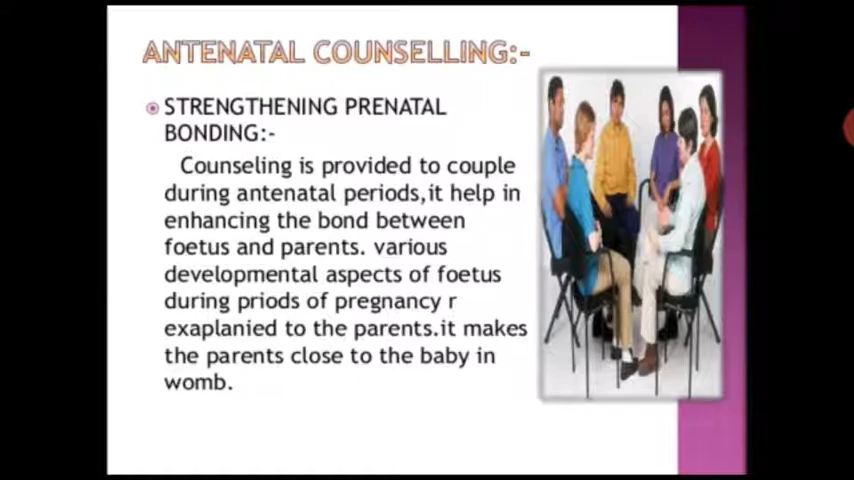 ANTENATAL COUNSELLING:-
STRENGTHENING PRENATAL
BONDING:-
Counseling is provided to couple
during antenatal periods,it help in
enhancing the bond between
foetus and parents. various
developmental aspects of foetus
during priods of pregnancy r
exaplanied to the parents.it makes
the parents close to the baby in
womb.